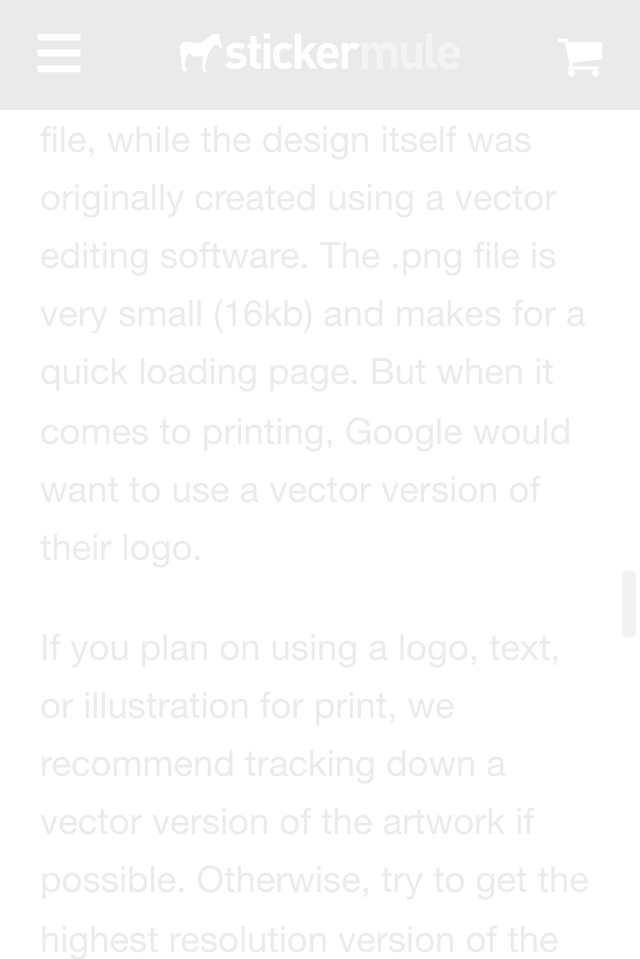 stickermule
file, while the design itself was
originally created using a vector
editing software. The .png file is
very small (16kb) and makes for a
quick loading page. But when it
comes to printing, Google would
want to use a vector version of
their logo.
If you plan on using a logo, text,
or illustration for print, we
recommend tracking down a
vector version of the artwork if
possible. Otherwise, try to get the
highest resolution version of the